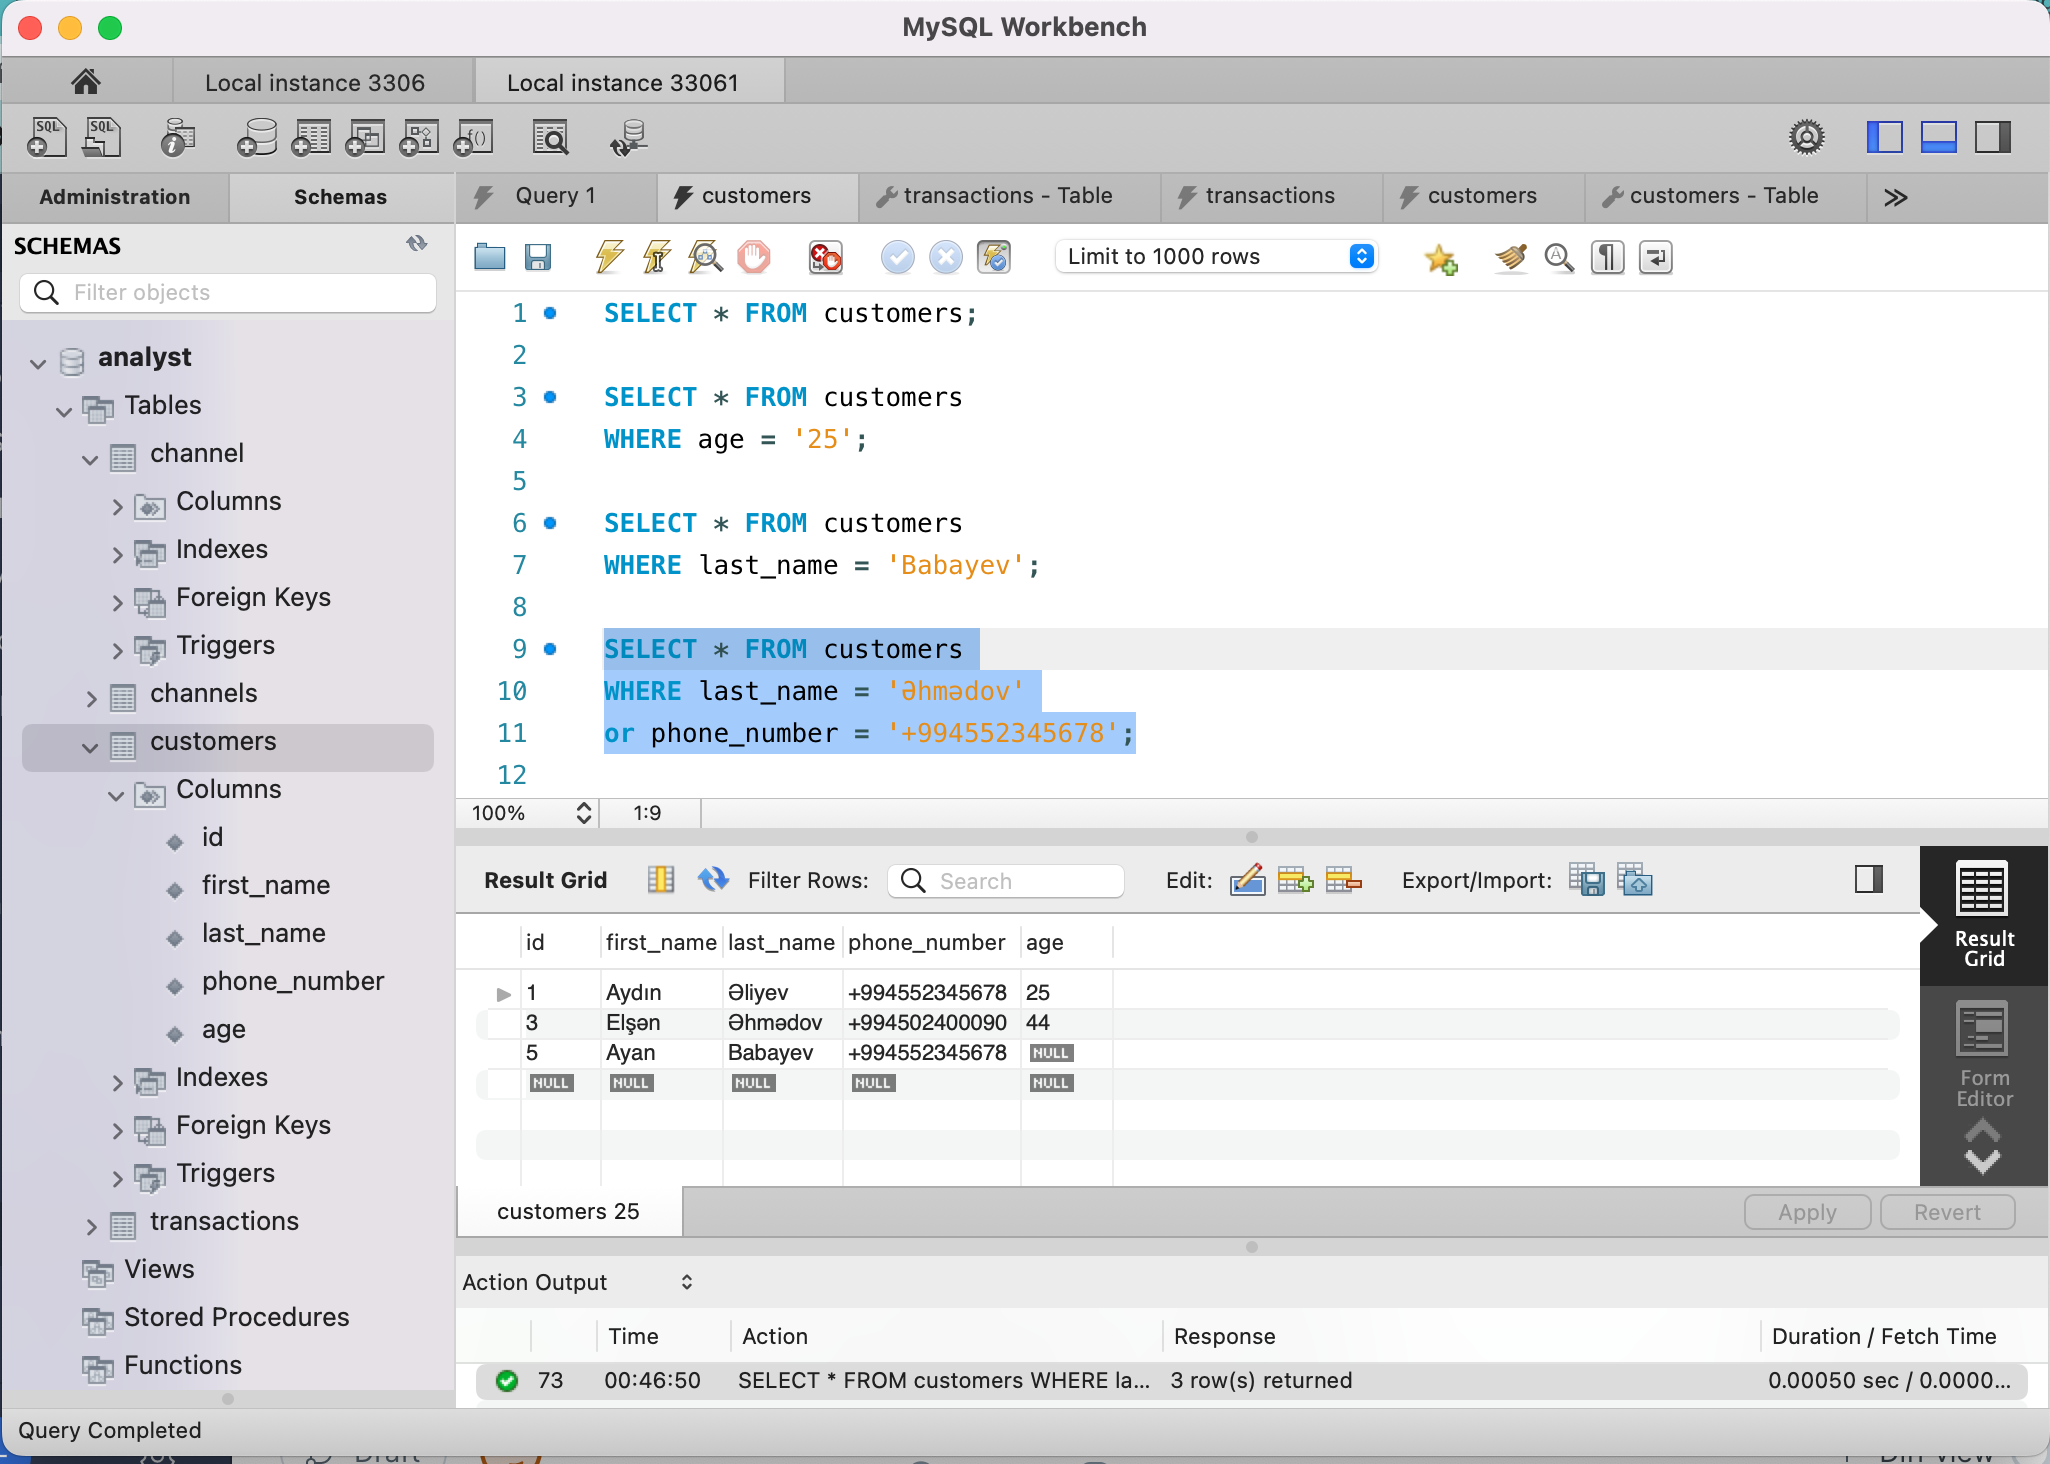 MySQL Workbench
Local instance 3306
Local instance 33061
Administration
Schemas
Query 1
customers
transactions - Table
transactions
customers
customers - Table
SCHEMAS
Filter objects
analyst
Tables
channel
Columns
Indexes
Foreign Keys
Triggers
channels
customers
Columns
id
first_name
last_name
phone_number
age
Indexes
Foreign Keys
Triggers
transactions
Views
Stored Procedures
Functions
Limit to 1000 rows
1 SELECT * FROM customers;
2
3 SELECT * FROM customers
4 WHERE age = '25';
5
6 SELECT * FROM customers
7 WHERE last_name = 'Babayev';
8
9 SELECT * FROM customers
10 WHERE last_name = 'Əhmədov'
11 or phone_number = '+994552345678';
12
100% 1:9
Result Grid Filter Rows: Search Edit: Export/Import:
id first_name last_name phone_number age
1 Aydın Əliyev +994552345678 25
3 Elşən Əhmədov +994502400090 44
5 Ayan Babayev +994552345678 NULL
NULL NULL NULL NULL NULL
Result
Grid
Form
Editor
customers 25
Apply
Revert
Action Output
Time Action Response Duration / Fetch Time
73 00:46:50 SELECT * FROM customers WHERE la... 3 row(s) returned 0.00050 sec / 0.0000...
Query Completed